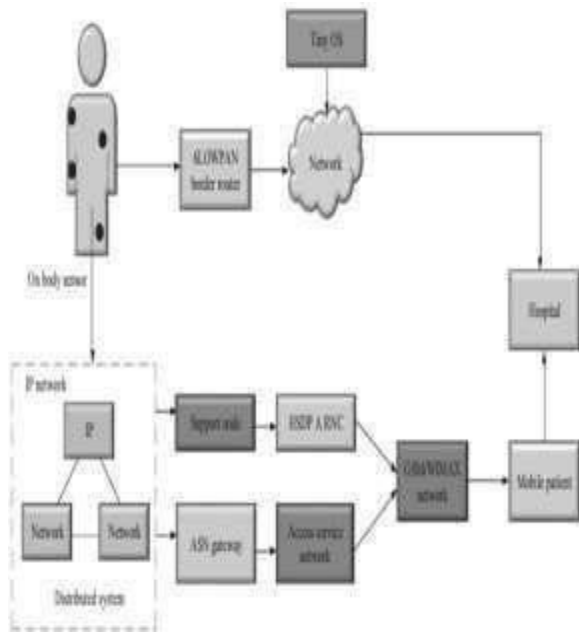 Tiny OS
6LOWPAN
border router
Network
On body sensor
Hospital
IP network
IP
Support node
HSDP A RNC
GSM/WIMAX
network
Mobile patient
Network
Network
ASN gateway
Access service
network
Distributed system